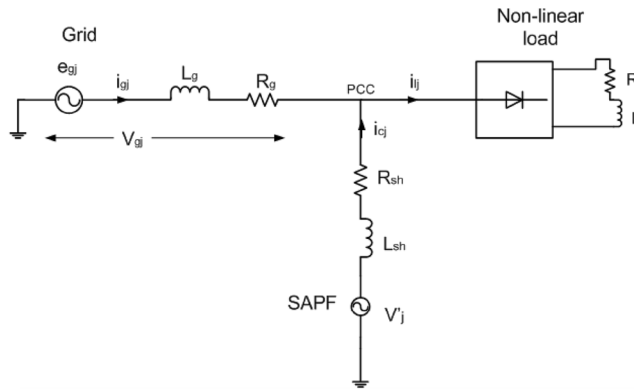 Grid
Non-linear
load
egj
igj
Lg
Rg
PCC
ilj
R
Vgj
icj
Rsh
Lsh
SAPF
V'j